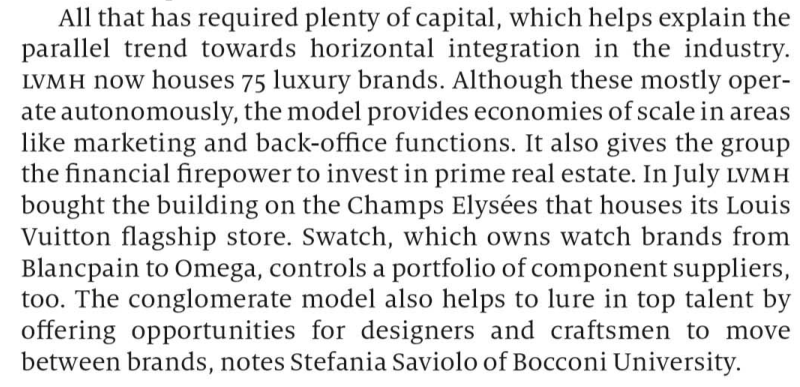 All that has required plenty of capital, which helps explain the
parallel trend towards horizontal integration in the industry.
LVMH now houses 75 luxury brands. Although these mostly oper-
ate autonomously, the model provides economies of scale in areas
like marketing and back-office functions. It also gives the group
the financial firepower to invest in prime real estate. In July LVMH
bought the building on the Champs Elysées that houses its Louis
Vuitton flagship store. Swatch, which owns watch brands from
Blancpain to Omega, controls a portfolio of component suppliers,
too. The conglomerate model also helps to lure in top talent by
offering opportunities for designers and craftsmen to move
between brands, notes Stefania Saviolo of Bocconi University.